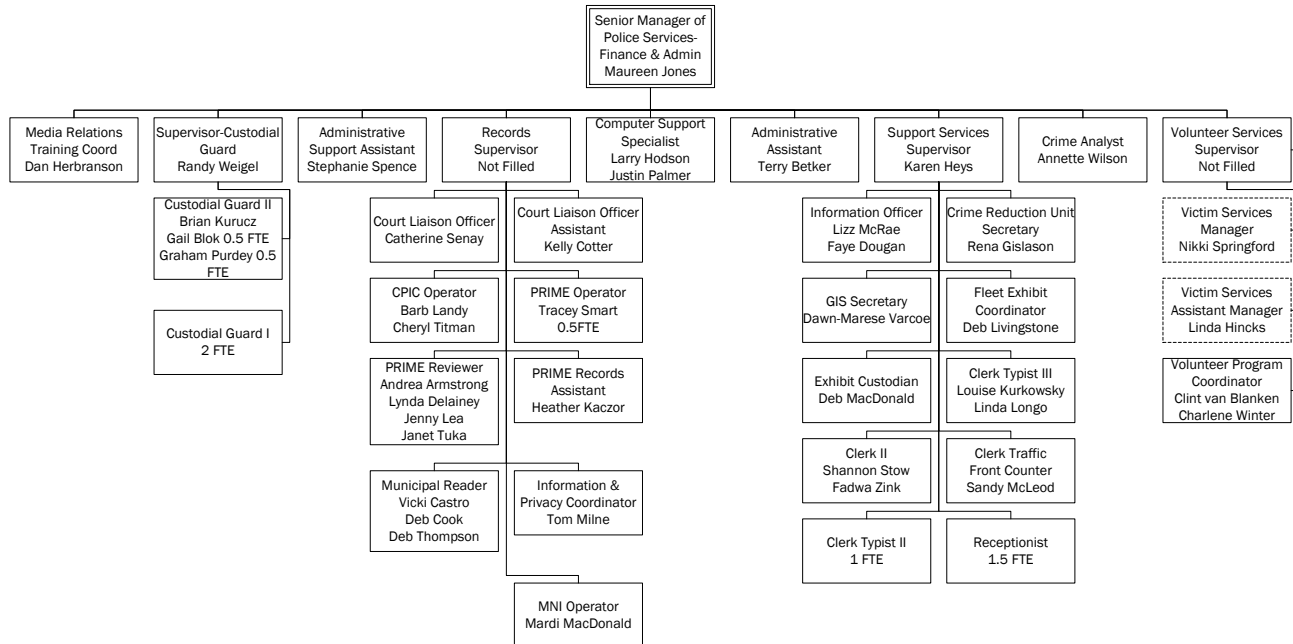 Senior Manager of
Police Services-
Finance & Admin
Maureen Jones
Media Relations
Training Coord
Dan Herbranson
Supervisor-Custodial
Guard
Randy Weigel
Administrative
Support Assistant
Stephanie Spence
Records
Supervisor
Not Filled
Computer Support
Specialist
Larry Hodson
Justin Palmer
Administrative
Assistant
Terry Betker
Support Services
Supervisor
Karen Heys
Crime Analyst
Annette Wilson
Volunteer Services
Supervisor
Not Filled
Custodial Guard II
Brian Kurucz
Gail Blok 0.5 FTE
Graham Purdey 0.5
FTE
Custodial Guard I
2 FTE
Court Liaison Officer
Catherine Senay
Court Liaison Officer
Assistant
Kelly Cotter
CPIC Operator
Barb Landy
Cheryl Titman
PRIME Operator
Tracey Smart
0.5FTE
PRIME Reviewer
Andrea Armstrong
Lynda Delainey
Jenny Lea
Janet Tuka
PRIME Records
Assistant
Heather Kaczor
Municipal Reader
Vicki Castro
Deb Cook
Deb Thompson
Information &
Privacy Coordinator
Tom Milne
MNI Operator
Mardi MacDonald
Information Officer
Lizz McRae
Faye Dougan
Crime Reduction Unit
Secretary
Rena Gislason
GIS Secretary
Dawn-Marese Varcoe
Fleet Exhibit
Coordinator
Deb Livingstone
Exhibit Custodian
Deb MacDonald
Clerk Typist III
Louise Kurkowsky
Linda Longo
Clerk II
Shannon Stow
Fadwa Zink
Clerk Traffic
Front Counter
Sandy McLeod
Clerk Typist II
1 FTE
Receptionist
1.5 FTE
Victim Services
Manager
Nikki Springford
Victim Services
Assistant Manager
Linda Hincks
Volunteer Program
Coordinator
Clint van Blanken
Charlene Winter